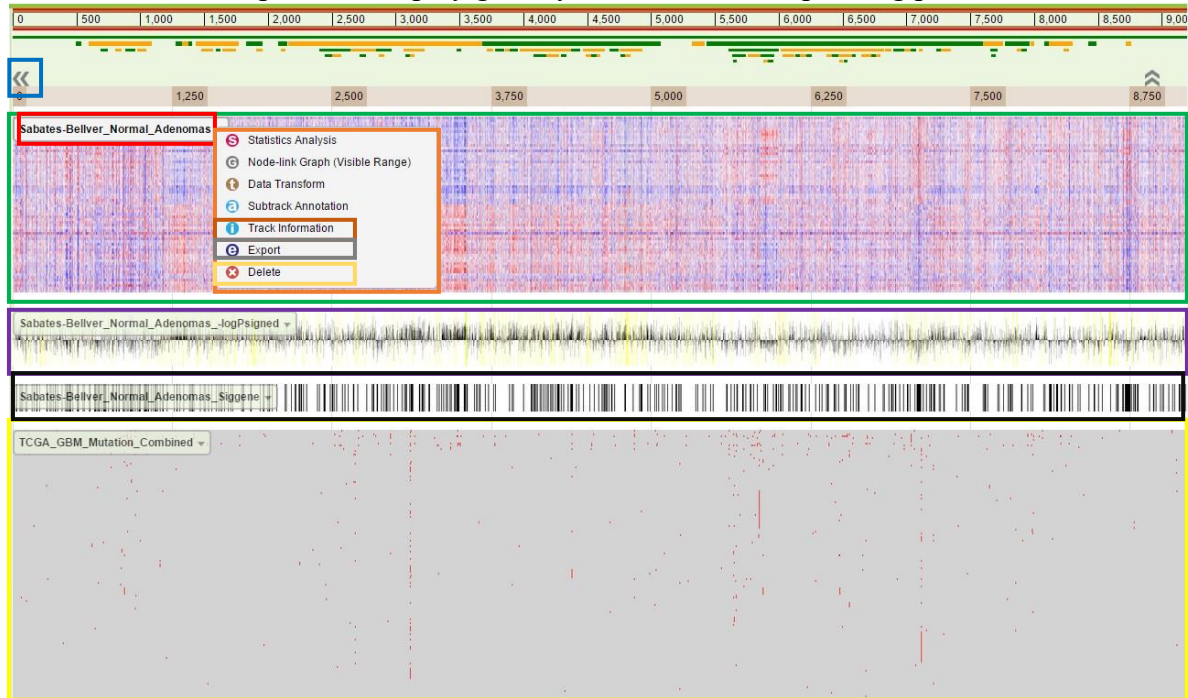 0 500 1,000 1,500 2,000 2,500 3,000 3,500 4,000 4,500 5,000 5,500 6,000 6,500 7,000 7,500 8,000 8,500 9,00
0 1,250 2,500 3,750 5,000 6,250 7,500 8,750
Sabates-Bellver_Normal_Adenomas
Statistics Analysis
Node-link Graph (Visible Range)
Data Transform
Subtrack Annotation
Track Information
Export
Delete
Sabates-Bellver_Normal_Adenomas_-logPsigned
Sabates-Bellver_Normal_Adenomas_Siggene
TCGA_GBM_Mutation_Combined